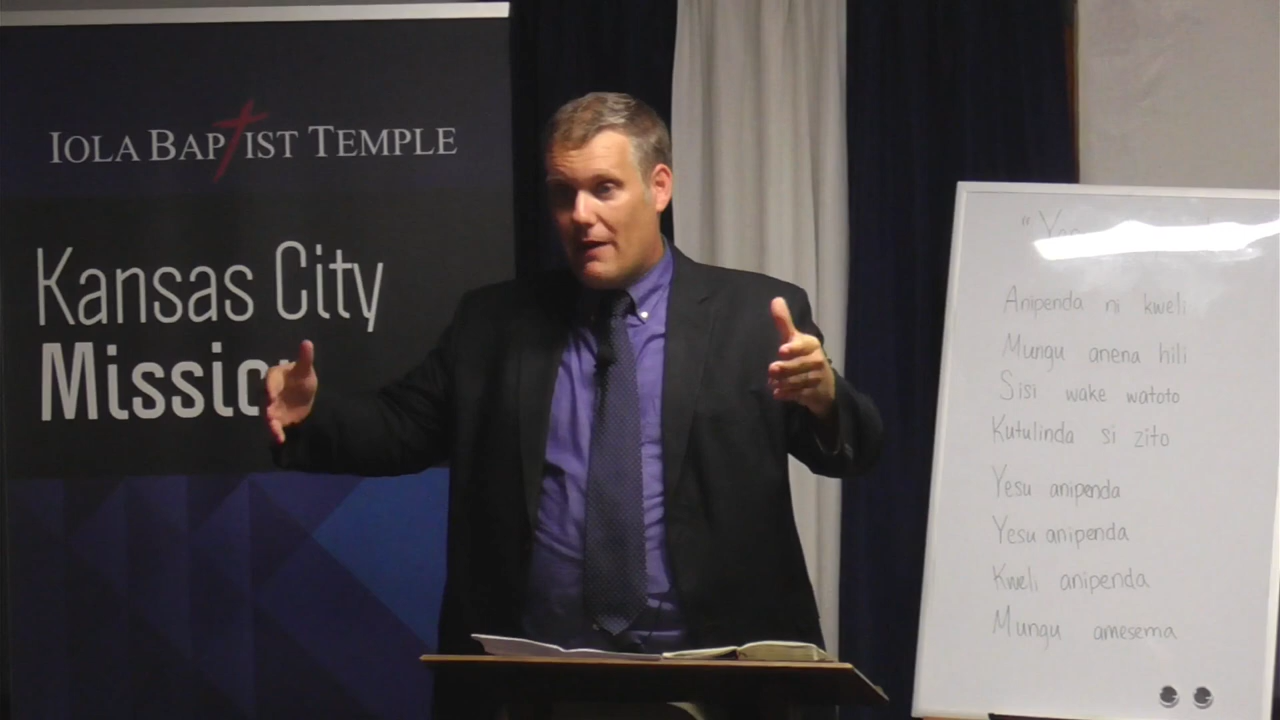 IOLA BAPTIST TEMPLE
Kansas City
Anipenda ni kweli
Mungu anena hili
Sisi wake watoto
Kutulinda si zito
Yesu anipenda
Yesu anipenda
Kweli anipenda
Mungu amesema